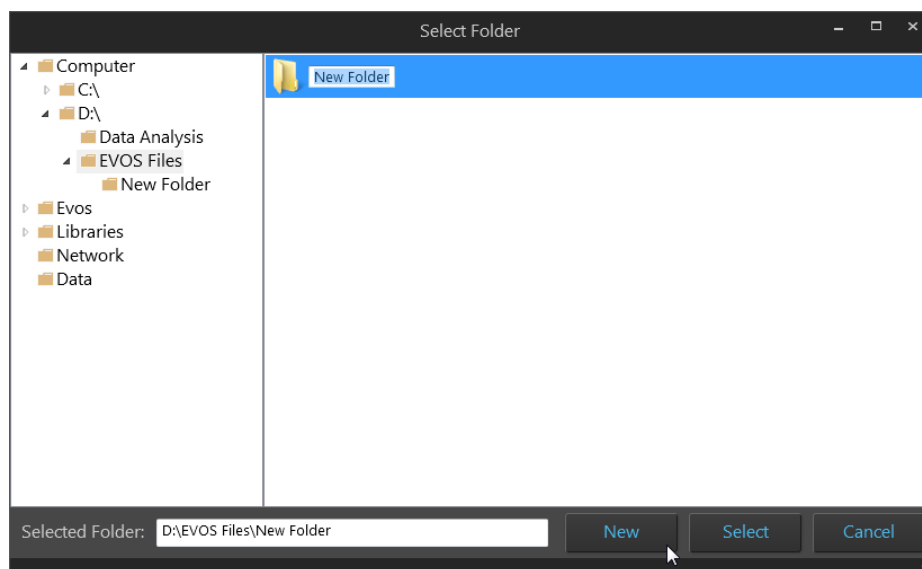 Select Folder
Computer
C:\
D:\
Data Analysis
EVOS Files
New Folder
Evos
Libraries
Network
Data
New Folder
Selected Folder: D:\EVOS Files\New Folder
New Select Cancel